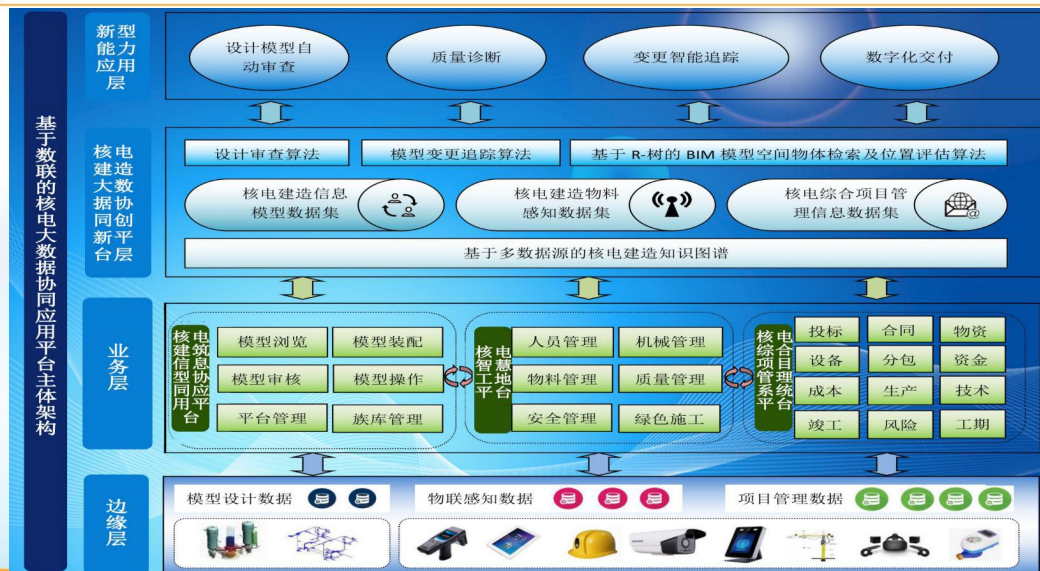 基于数联的核电大数据协同应用平台主体架构
新型
能力
应用
层
设计模型自
动审查
质量诊断
变更智能追踪
数字化交付
核电
建造
大数
据协
同创
新平
台层
设计审查算法
模型变更追踪算法
基于 R-树的 BIM 模型空间物体检索及位置评估算法
核电建造信息
模型数据集
核电建造物料
感知数据集
核电综合项目管
理信息数据集
基于多数据源的核电建造知识图谱
业务层
核电
建筑
信息
型协
同应
用平
台
模型浏览
模型装配
模型审核
模型操作
平台管理
族库管理
核电
智慧
工地
平台
人员管理
机械管理
物料管理
质量管理
安全管理
绿色施工
核电
综合
项目
管理
系统
平台
投标
合同
物资
设备
分包
资金
成本
生产
技术
竣工
风险
工期
边缘层
模型设计数据
物联感知数据
项目管理数据